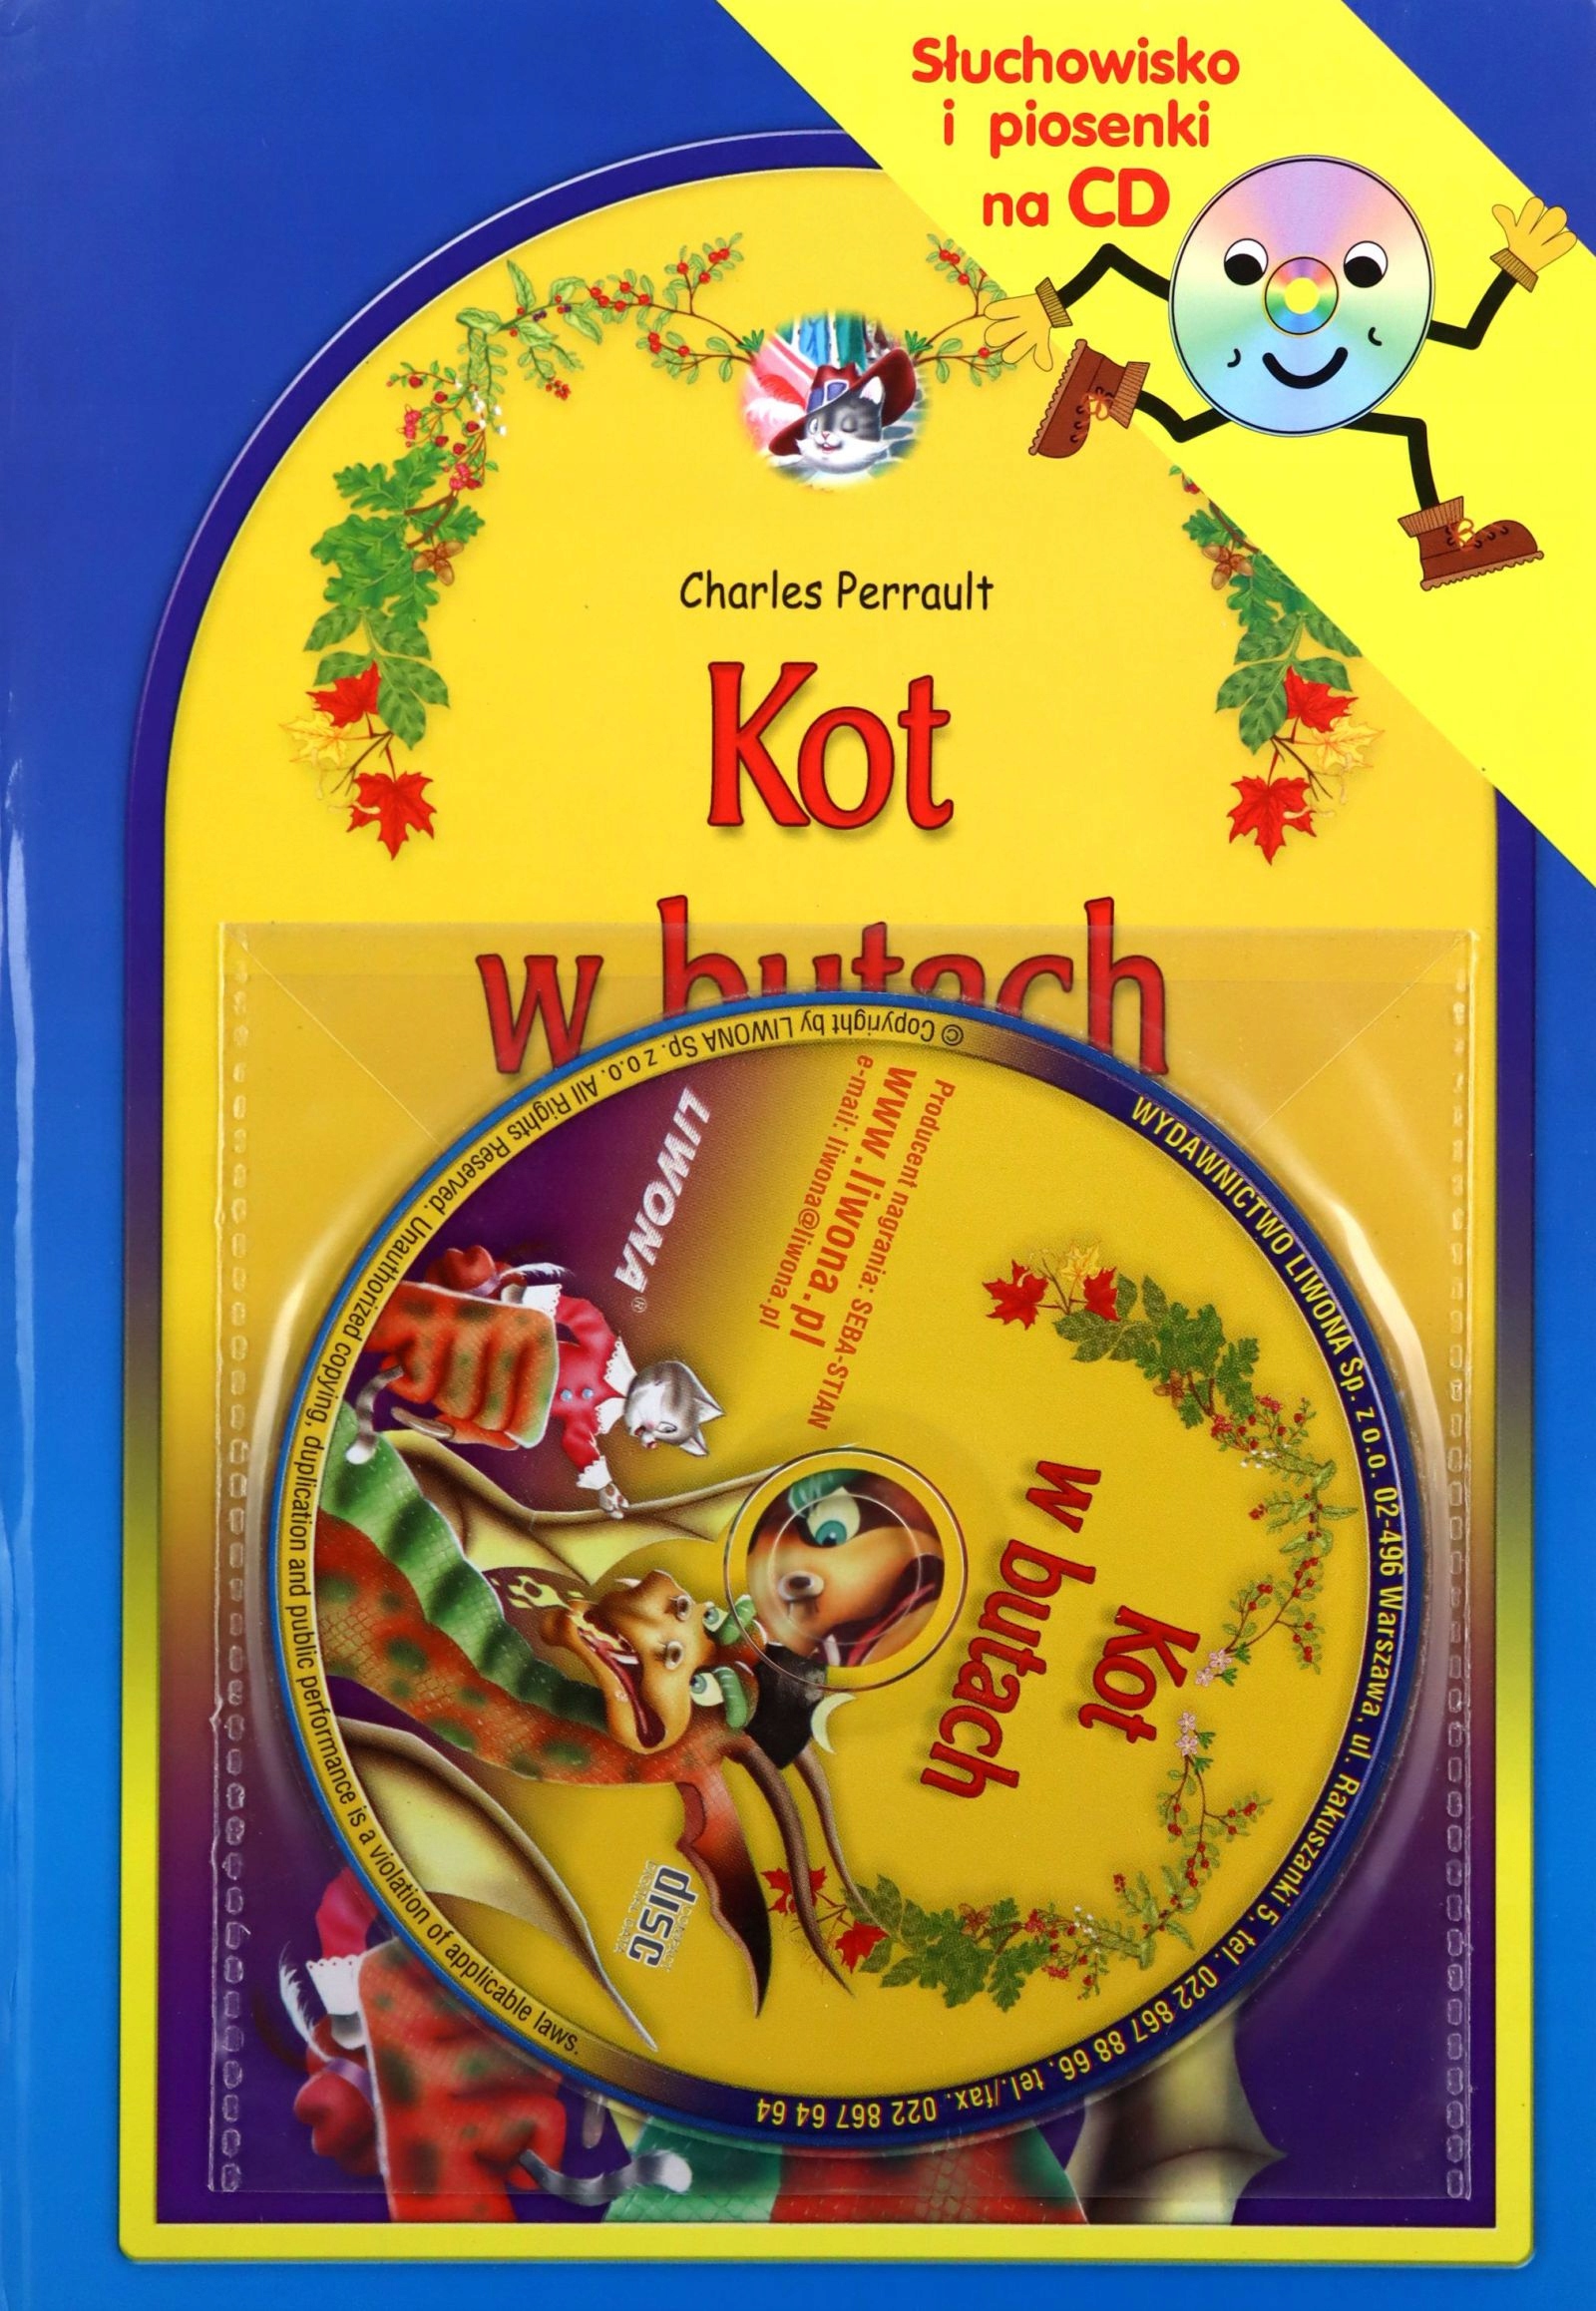 Słuchowisko
i piosenki
na CD
Charles Perrault
Kot
w butach
© Copyright by LIWONA Sp. z o.o. All Rights Reserved. Unauthorized copying, duplication and public performance is a violation of applicable laws.
WYDAWNICTWO LIWONA Sp. z o.o. 02-496 Warszawa, ul. Rakuszanki 5, tel. 022 867 88 66, tel./fax. 022 867 64 64
Kot
w butach
Producent nagrania: SEBA-STIAN
www.liwona.pl
e-mail: liwona@liwona.pl
LIWONA®
COMPACT
disc
DIGITAL DATA